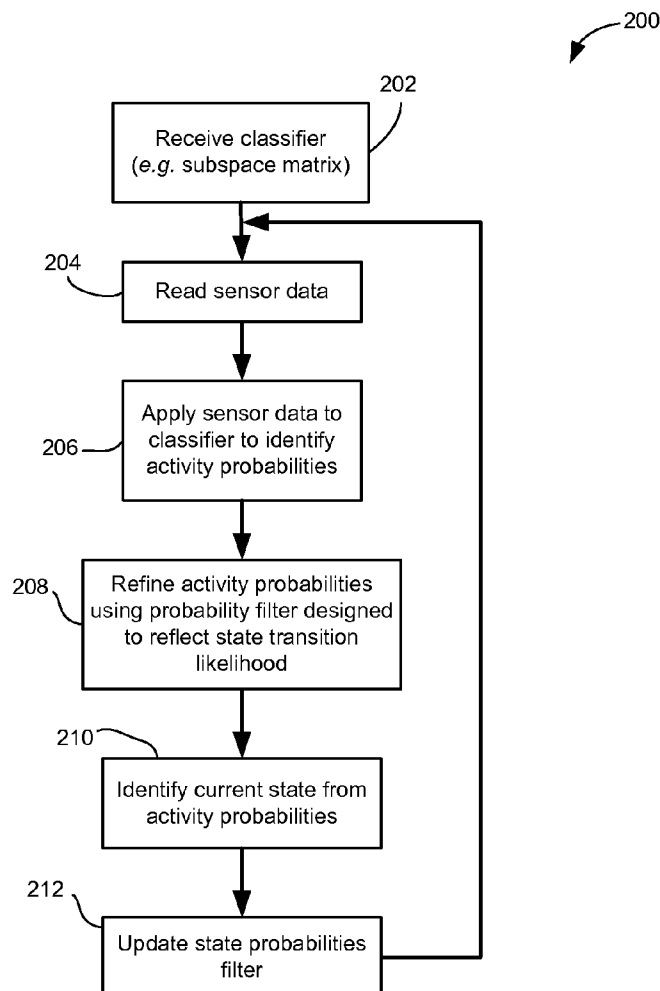 200
202
Receive classifier
(e.g. subspace matrix)
204
Read sensor data
206
Apply sensor data to
classifier to identify
activity probabilities
208
Refine activity probabilities
using probability filter designed
to reflect state transition
likelihood
210
Identify current state from
activity probabilities
212
Update state probabilities
filter